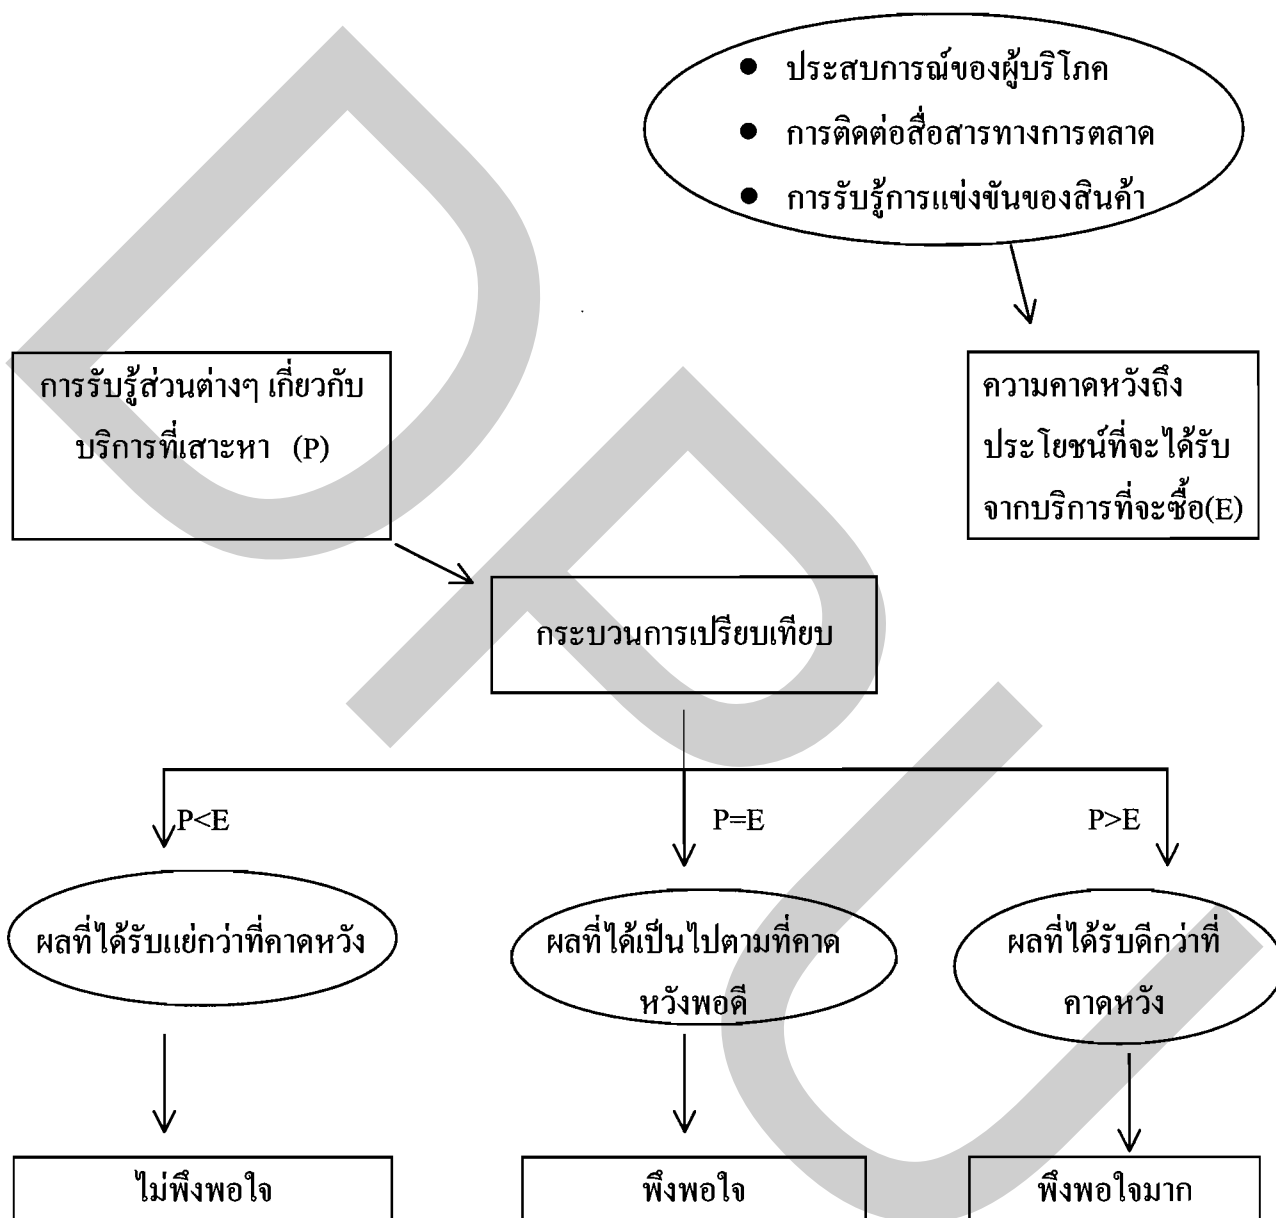 ● ประสบการณ์ของผู้บริโภค
● การติดต่อสื่อสารทางการตลาด
● การรับรู้การแข่งขันของสินค้า
การรับรู้ส่วนต่างๆ เกี่ยวกับ
บริการที่เสาะหา (P)
ความคาดหวังถึง
ประโยชน์ที่จะได้รับ
จากบริการที่จะซื้อ(E)
กระบวนการเปรียบเทียบ
P<E
P=E
P>E
ผลที่ได้รับแย่กว่าที่คาดหวัง
ผลที่ได้เป็นไปตามที่คาด
หวังพอดี
ผลที่ได้รับดีกว่าที่
คาดหวัง
ไม่พึงพอใจ
พึงพอใจ
พึงพอใจมาก
DPU